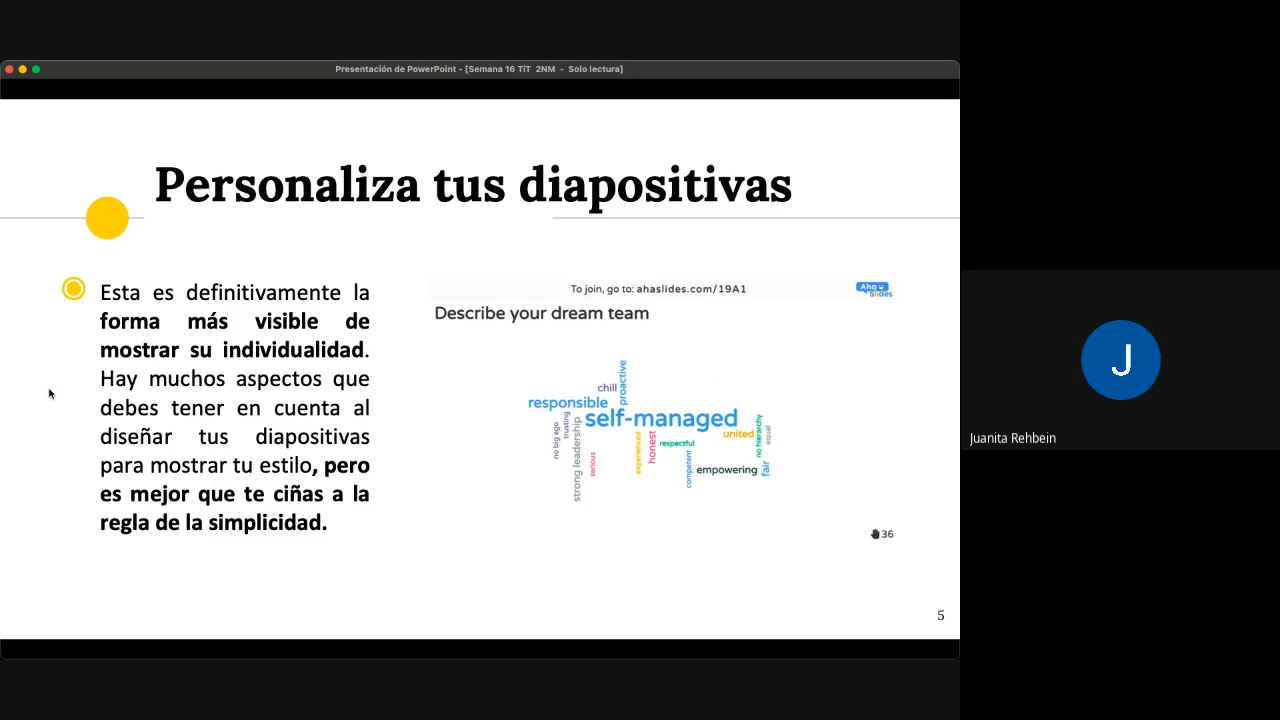 Presentación de PowerPoint - [Semana 16 TiT 2NM - Solo lectura]
Personaliza tus diapositivas
Esta es definitivamente la
forma más visible de
mostrar su individualidad.
Hay muchos aspectos que
debes tener en cuenta al
diseñar tus diapositivas
para mostrar tu estilo, pero
es mejor que te ciñas a la
regla de la simplicidad.
To join, go to: ahaslides.com/19A1
Aha
Slides
Describe your dream team
proactive
chill
responsible
self-managed
trusting
no big ego
strong leadership
serious
experienced
honest
respectful
united
no hierarchy
equal
competent
empowering
fair
36
5
J
Juanita Rehbein